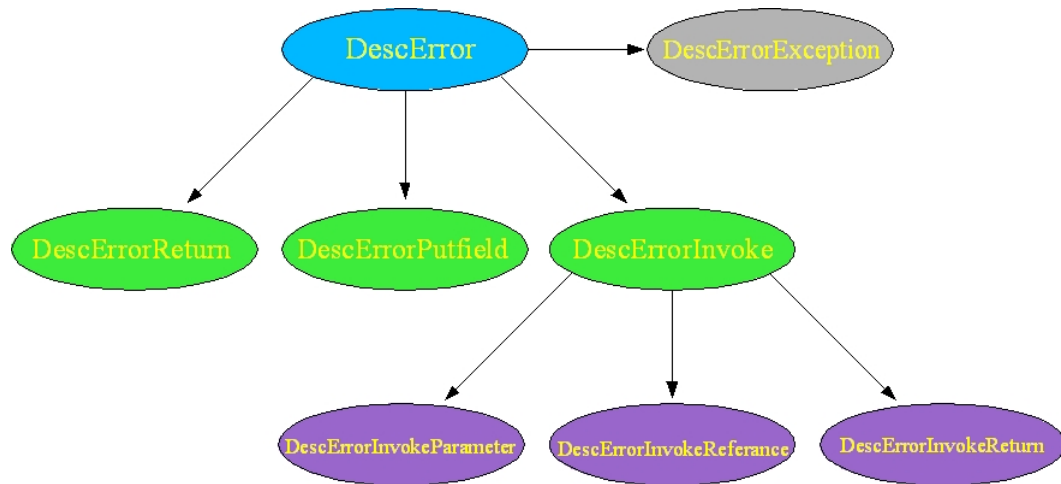 DescError
DescErrorException
DescErrorReturn
DescErrorPutfield
DescErrorInvoke
DescErrorInvokeParameter
DescErrorInvokeReferance
DescErrorInvokeReturn